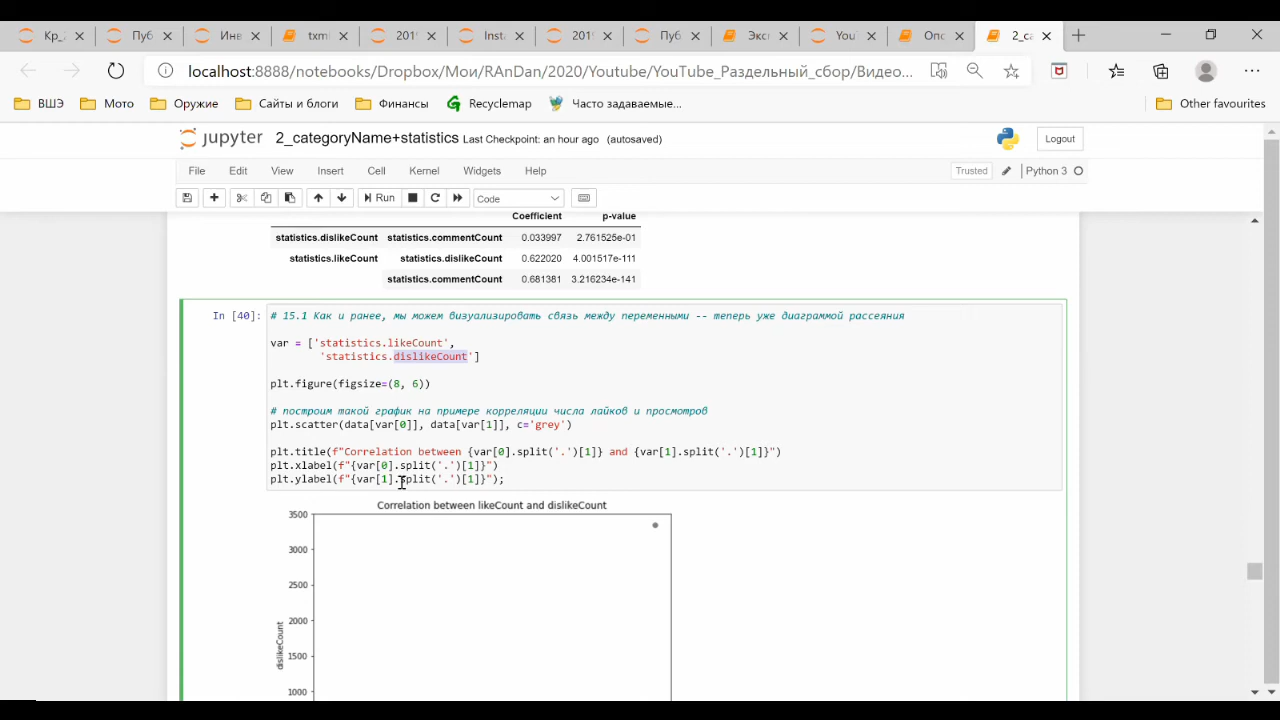 Кр_
Пуб
Инв
txm
2019
Insta
2019
Пуб
Эксп
YouT
Опс
2_ca
localhost:8888/notebooks/Dropbox/Мои/RAnDan/2020/Youtube/YouTube_Раздельный_сбор/Видео...
ВШЭ Мото Оружие Сайты и блоги Финансы Recyclemap Часто задаваемые... Other favourites
jupyter 2_categoryName+statistics Last Checkpoint: an hour ago (autosaved) Logout
File Edit View Insert Cell Kernel Widgets Help Trusted Python 3
Run Code
Coefficient p-value
statistics.dislikeCount statistics.commentCount 0.033997 2.761525e-01
statistics.likeCount statistics.dislikeCount 0.622020 4.001517e-111
statistics.commentCount 0.681381 3.216234e-141
In [40]: # 15.1 Как и ранее, мы можем визуализировать связь между переменными -- теперь уже диаграммой рассеяния
var = ['statistics.likeCount',
'statistics.dislikeCount']
plt.figure(figsize=(8, 6))
# построим такой график на примере корреляции числа лайков и просмотров
plt.scatter(data[var[0]], data[var[1]], c='grey')
plt.title(f"Correlation between {var[0].split('.')[1]} and {var[1].split('.')[1]}")
plt.xlabel(f"{var[0].split('.')[1]}")
plt.ylabel(f"{var[1].split('.')[1]}");
Correlation between likeCount and dislikeCount
3500
3000
2500
2000
1500
1000
dislikeCount